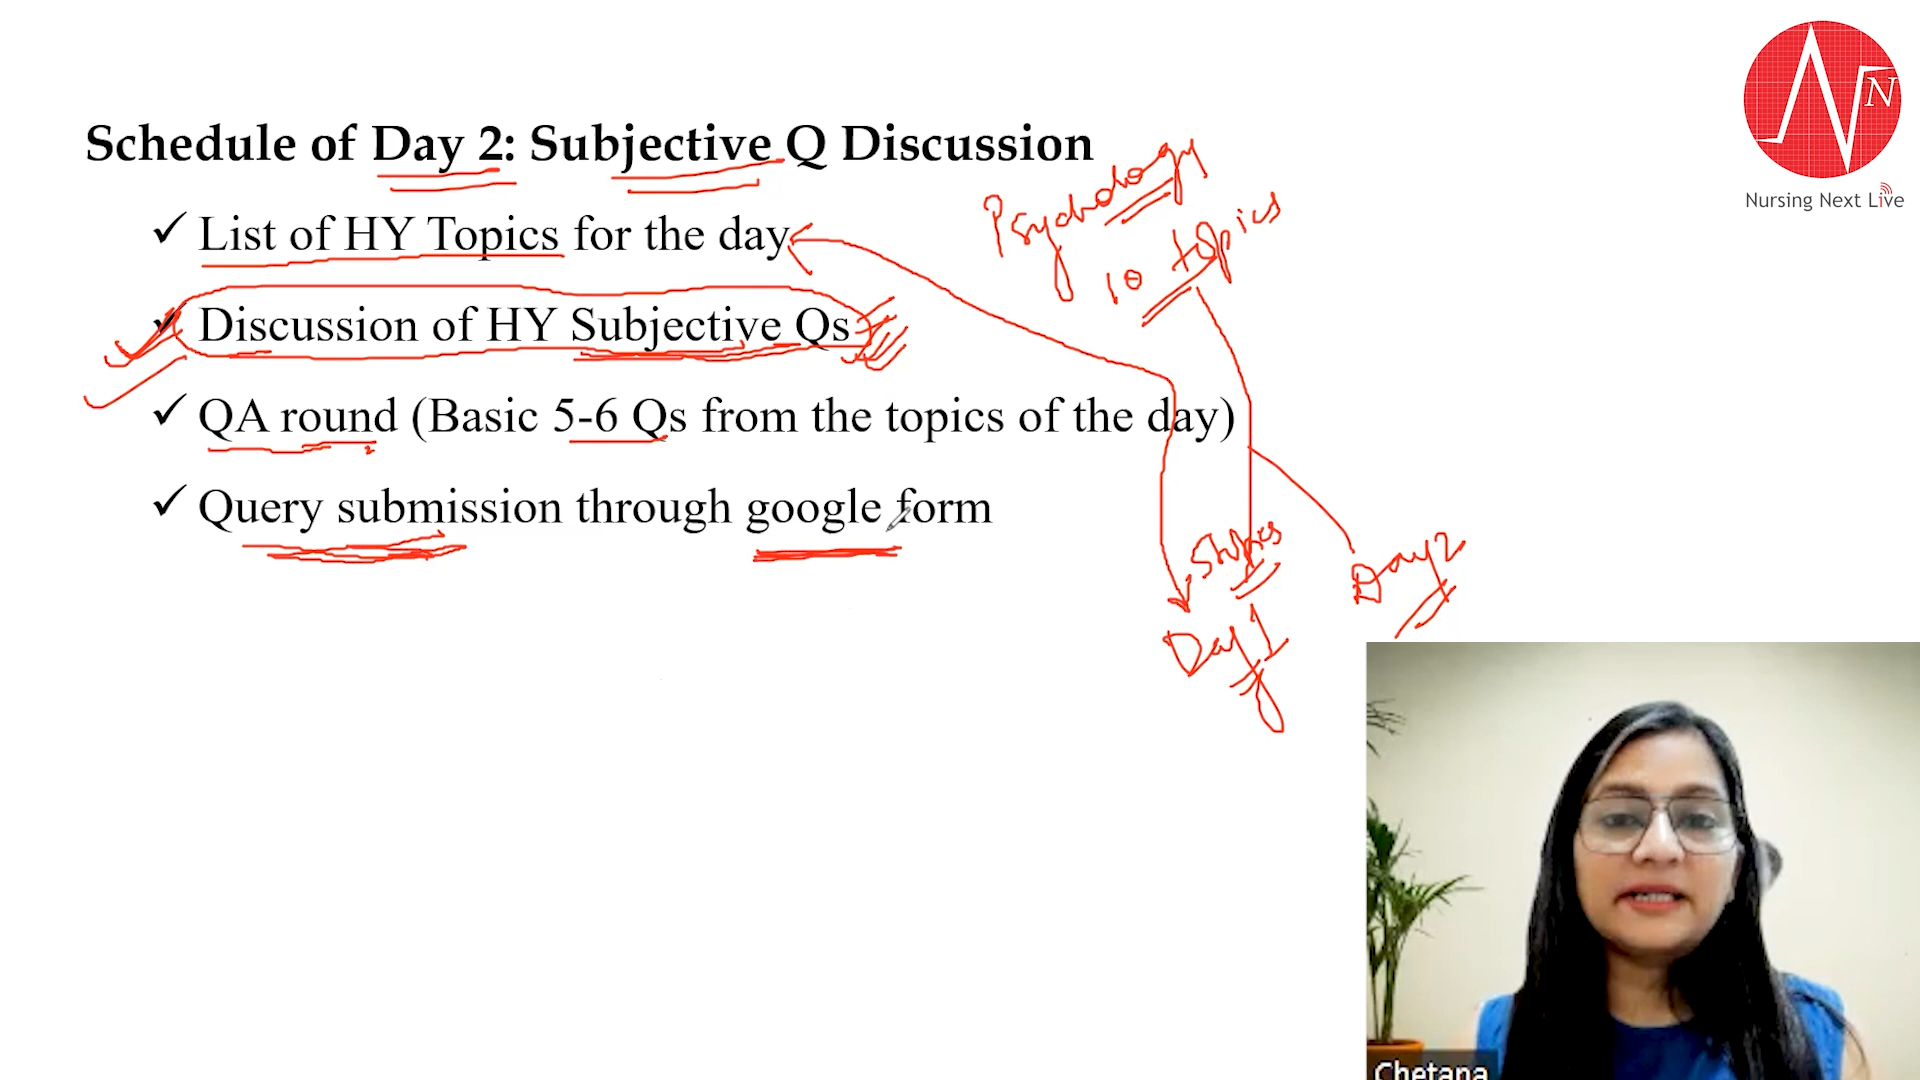 Schedule of Day 2: Subjective Q Discussion
✓ List of HY Topics for the day
✓ Discussion of HY Subjective Qs
✓ QA round (Basic 5-6 Qs from the topics of the day)
✓ Query submission through google form
Psychology
10 topics
Day 1
Day 2
N
Nursing Next Live
Chetana